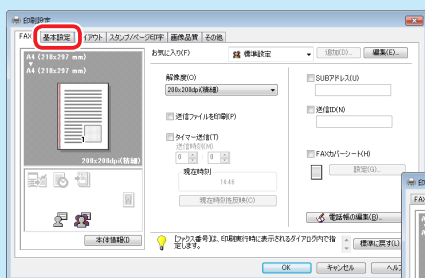 印刷設定
FAX 基本設定 レイアウト スタンプ/ページ印字 画像品質 その他
A4 (210x297 mm)
A4 (210x297 mm)
200x200dpi(精細)
本体情報(I)
お気に入り(F) 標準設定 追加(D)... 編集(E)...
解像度(O)
200x200dpi(精細)
送信ファイルを印刷(P)
タイマー送信(T)
送信時刻(M)
0 : 0
現在時刻
14:46
現在時刻を反映(C)
SUBアドレス(U)
送信ID(N)
FAXカバーシート(H)
設定(G)...
電話帳の編集(B)...
[ファクス番号]は、印刷実行時に表示されるダイアログ内で指
定します。
標準に戻す(L)
OK キャンセル ヘルプ
FAX